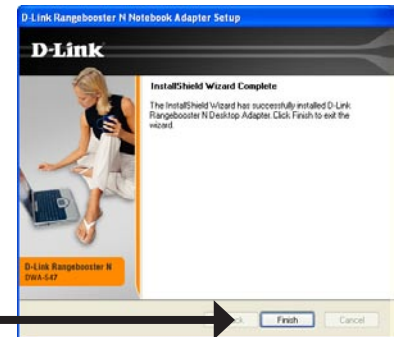 D-Link Rangebooster N Notebook Adapter Setup
D-Link
InstallShield Wizard Complete
The InstallShield Wizard has successfully installed D-Link
Rangebooster N Desktop Adapter. Click Finish to exit the
wizard.
D-Link Rangebooster N
DWA-547
Finish
Cancel